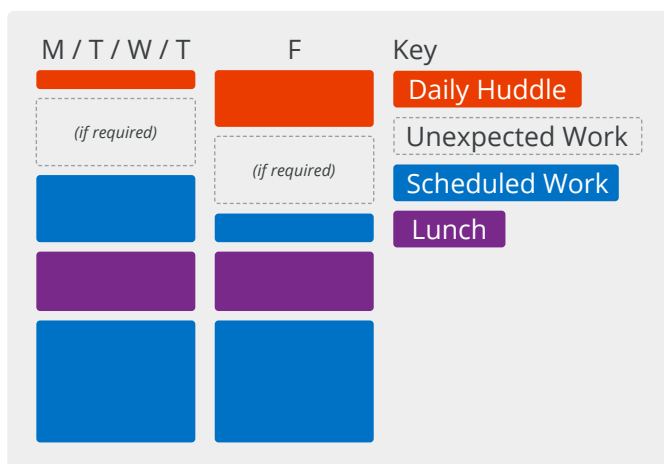 M / T / W / T
F
Key
Daily Huddle
(if required)
(if required)
Unexpected Work
Scheduled Work
Lunch